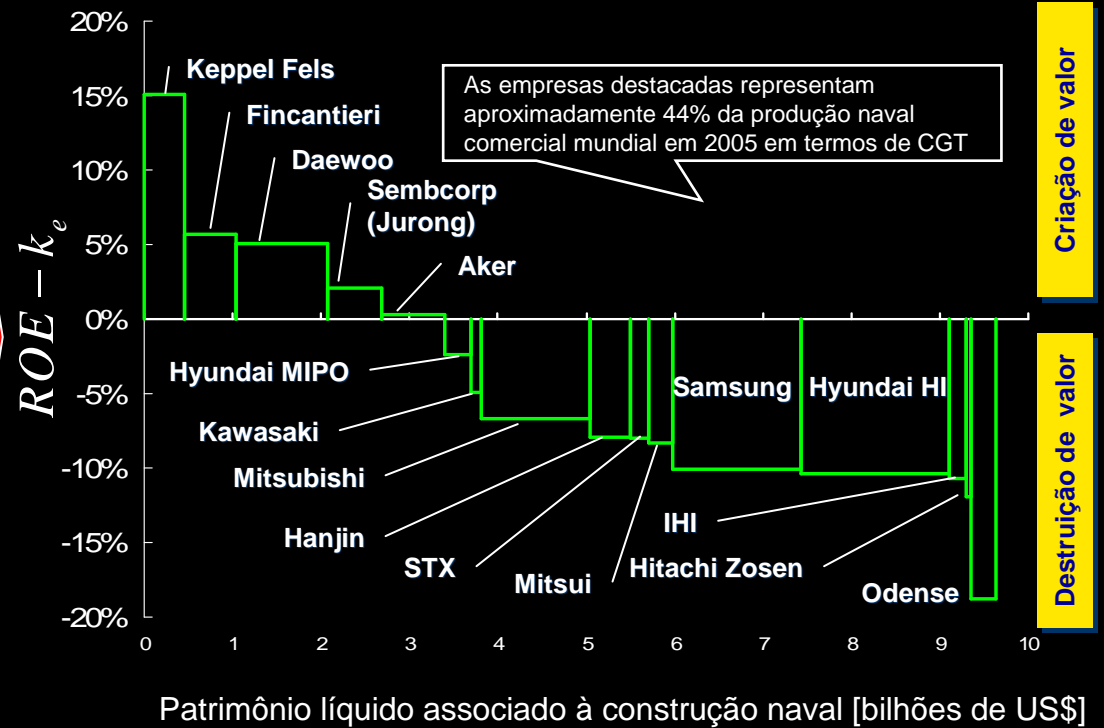 20%
15%
10%
5%
0%
-5%
-10%
-15%
-20%
ROE – kₑ
Keppel Fels
Fincantieri
Daewoo
Sembcorp
(Jurong)
Aker
As empresas destacadas representam
aproximadamente 44% da produção naval
comercial mundial em 2005 em termos de CGT
Criação de valor
Hyundai MIPO
Kawasaki
Mitsubishi
Hanjin
STX
Mitsui
Samsung
Hyundai HI
IHI
Hitachi Zosen
Odense
Destruição de valor
0 1 2 3 4 5 6 7 8 9 10
Patrimônio líquido associado à construção naval [bilhões de US$]